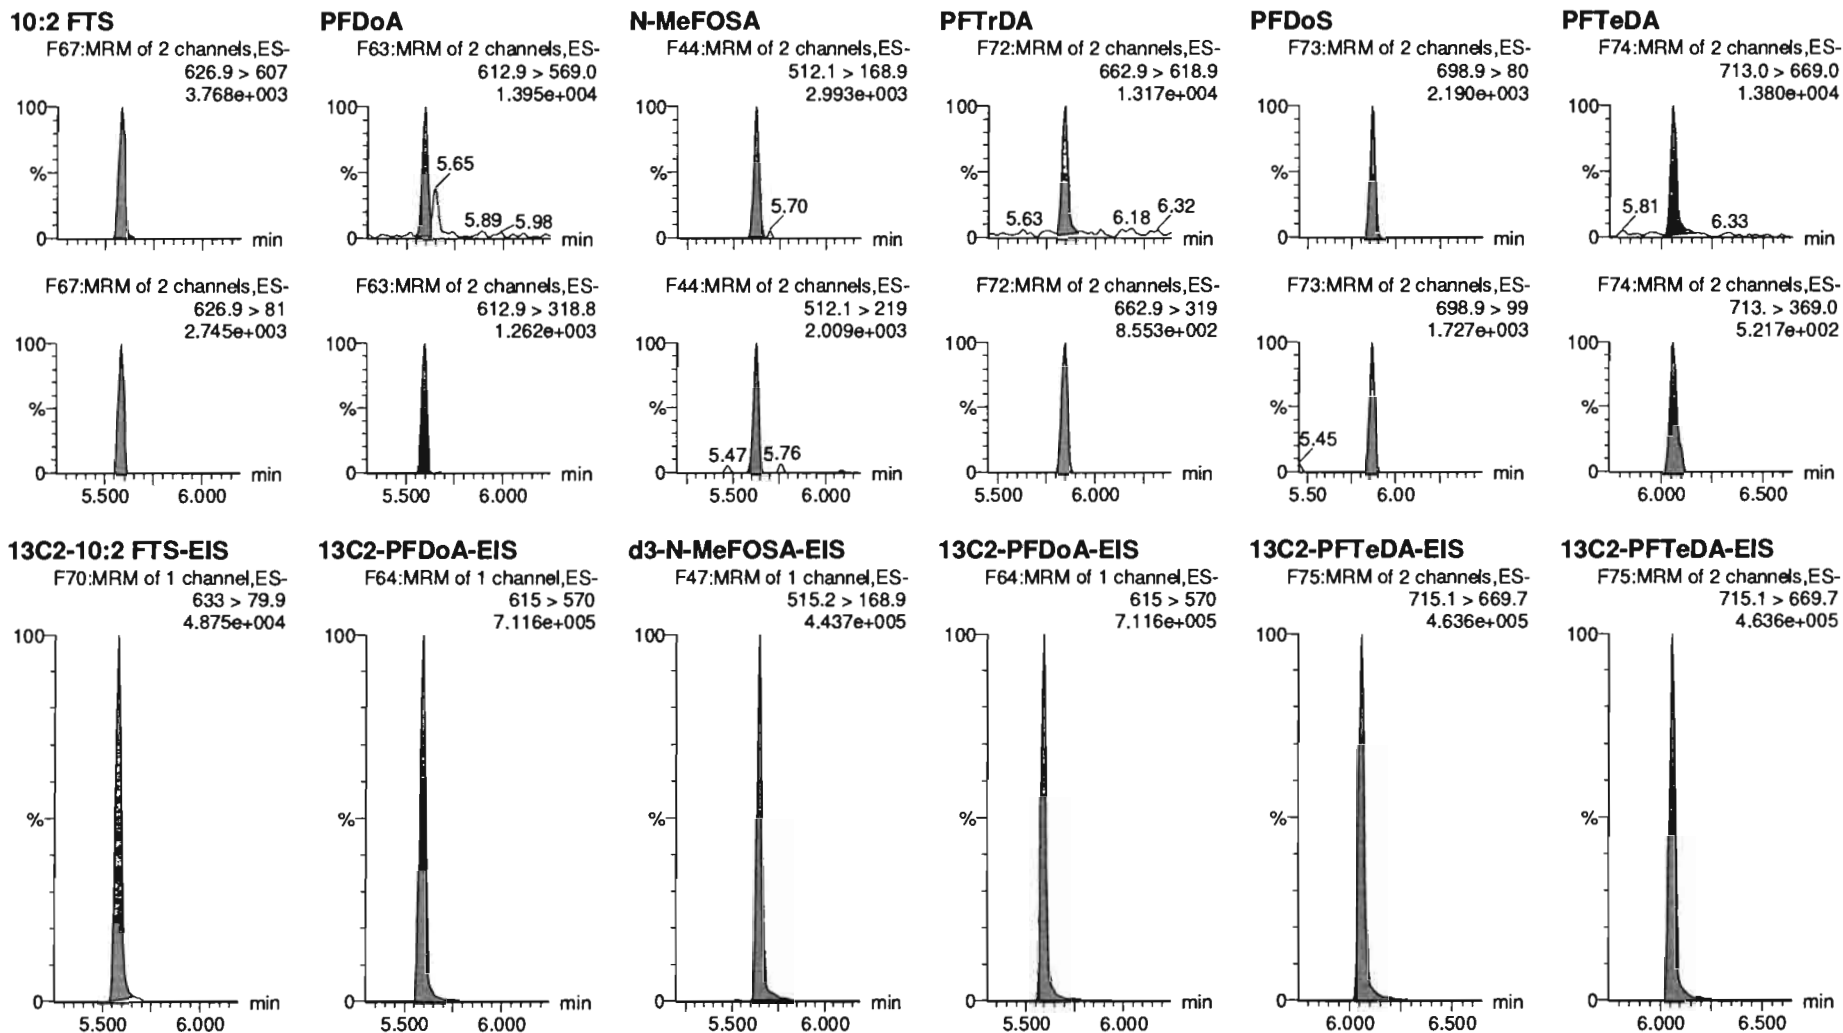 10:2 FTS
F67:MRM of 2 channels,ES-
626.9 > 607
3.768e+003
100
%
0
min
PFDoA
F63:MRM of 2 channels,ES-
612.9 > 569.0
1.395e+004
100
%
0
5.65
5.89
5.98
min
N-MeFOSA
F44:MRM of 2 channels,ES-
512.1 > 168.9
2.993e+003
100
%
0
5.70
min
PFTrDA
F72:MRM of 2 channels,ES-
662.9 > 618.9
1.317e+004
100
%
0
5.63
6.18
6.32
min
PFDoS
F73:MRM of 2 channels,ES-
698.9 > 80
2.190e+003
100
%
0
min
PFTeDA
F74:MRM of 2 channels,ES-
713.0 > 669.0
1.380e+004
100
%
0
5.81
6.33
min
F67:MRM of 2 channels,ES-
626.9 > 81
2.745e+003
100
%
0
min
5.500 6.000
F63:MRM of 2 channels,ES-
612.9 > 318.8
1.262e+003
100
%
0
min
5.500 6.000
F44:MRM of 2 channels,ES-
512.1 > 219
2.009e+003
100
%
0
5.47
5.76
min
5.500 6.000
F72:MRM of 2 channels,ES-
662.9 > 319
8.553e+002
100
%
0
min
5.500 6.000
F73:MRM of 2 channels,ES-
698.9 > 99
1.727e+003
100
%
0
5.45
min
5.50 6.00
F74:MRM of 2 channels,ES-
713. > 369.0
5.217e+002
100
%
0
min
6.000 6.500
13C2-10:2 FTS-EIS
F70:MRM of 1 channel,ES-
633 > 79.9
4.875e+004
100
%
0
min
5.500 6.000
13C2-PFDoA-EIS
F64:MRM of 1 channel,ES-
615 > 570
7.116e+005
100
%
0
min
5.500 6.000
d3-N-MeFOSA-EIS
F47:MRM of 1 channel,ES-
515.2 > 168.9
4.437e+005
100
%
0
min
5.500 6.000
13C2-PFDoA-EIS
F64:MRM of 1 channel,ES-
615 > 570
7.116e+005
100
%
0
min
5.500 6.000
13C2-PFTeDA-EIS
F75:MRM of 2 channels,ES-
715.1 > 669.7
4.636e+005
100
%
0
min
6.000 6.500
13C2-PFTeDA-EIS
F75:MRM of 2 channels,ES-
715.1 > 669.7
4.636e+005
100
%
0
min
6.000 6.500